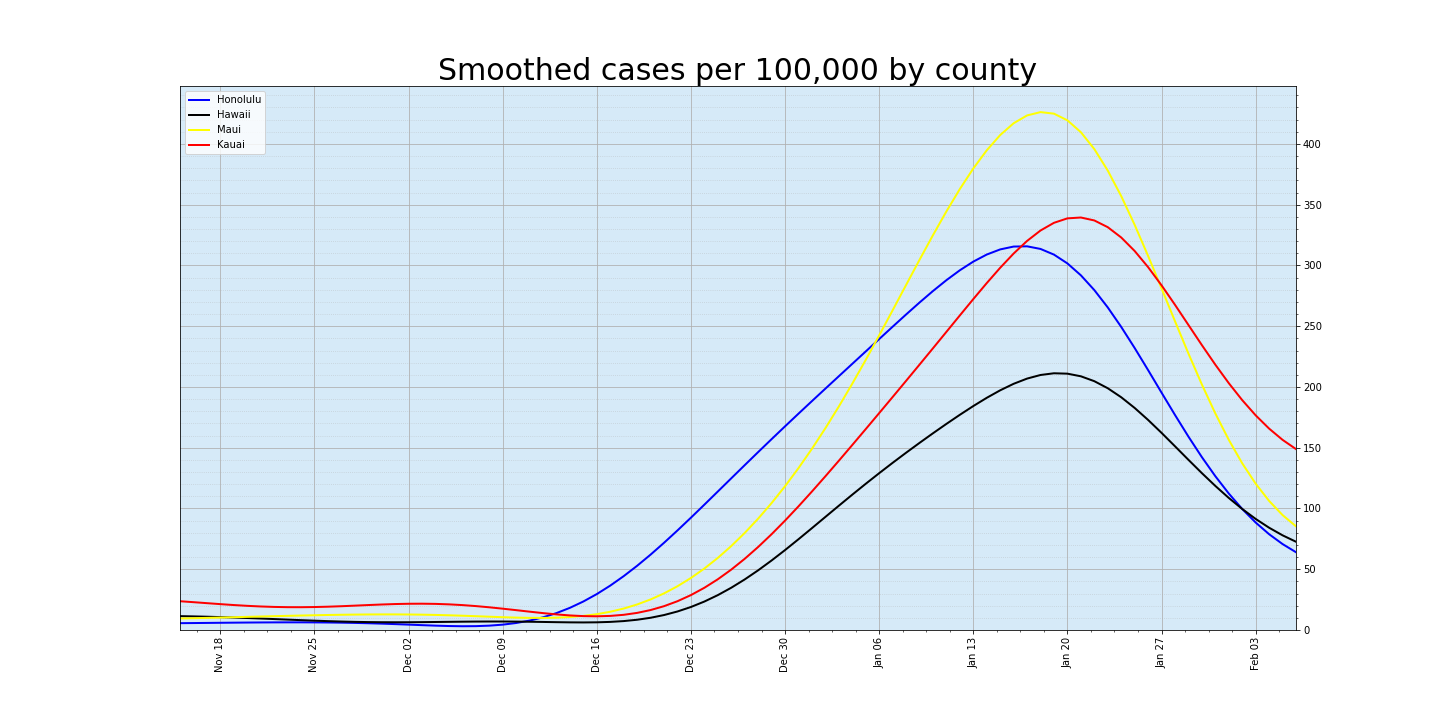 Smoothed cases per 100,000 by county
Honolulu
Hawaii
Maui
Kauai
400
350
300
250
200
150
100
50
0
Nov 18
Nov 25
Dec 02
Dec 09
Dec 16
Dec 23
Dec 30
Jan 06
Jan 13
Jan 20
Jan 27
Feb 03